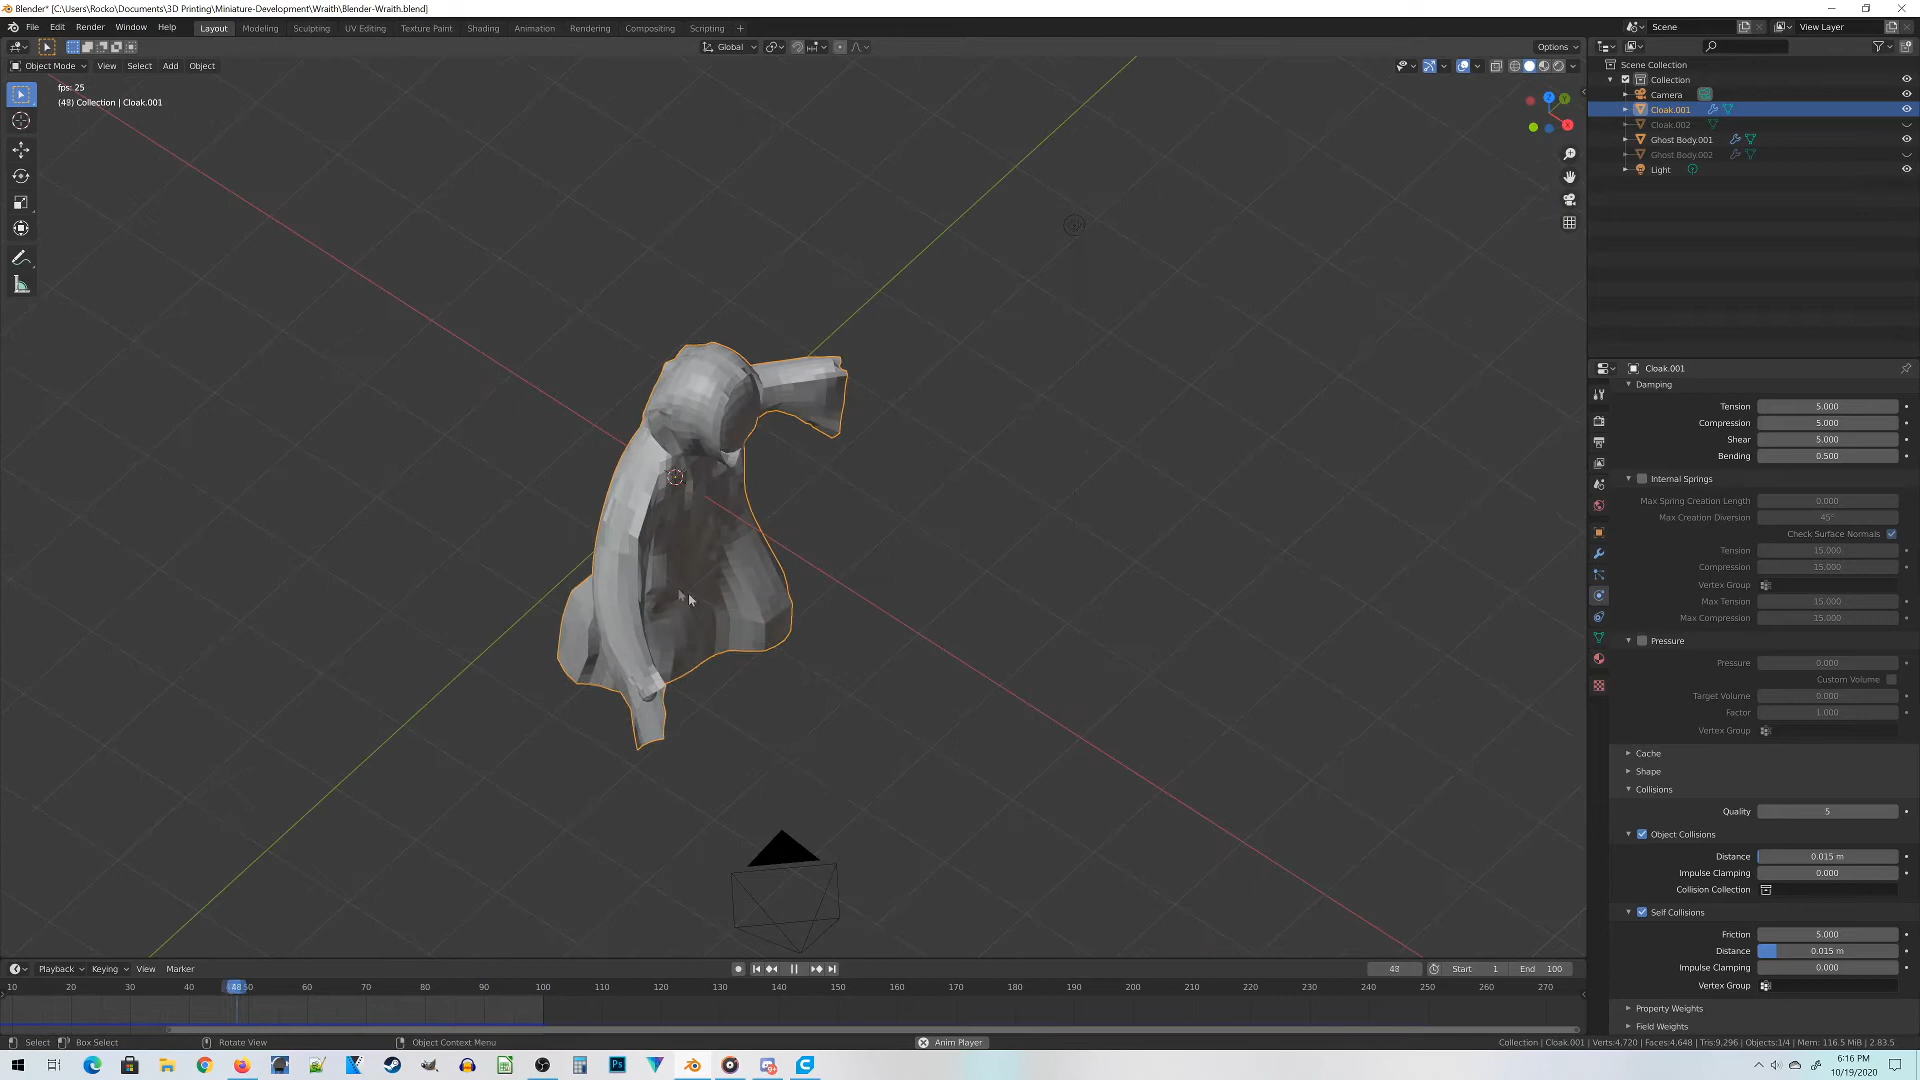 Blender* [C:\Users\Rocko\Documents\3D Printing\Miniature-Development\Wraith\Blender-Wraith.blend]
File Edit Render Window Help Layout Modeling Sculpting UV Editing Texture Paint Shading Animation Rendering Compositing Scripting + Scene View Layer
Global Options
Object Mode View Select Add Object
Scene Collection
Collection
Camera
Cloak.001
Cloak.002
Ghost Body.001
Ghost Body.002
Light
fps: 25
(48) Collection | Cloak.001
Cloak.001
Damping
Tension 5.000
Compression 5.000
Shear 5.000
Bending 0.500
Internal Springs
Max Spring Creation Length 0.000
Max Creation Diversion 45°
Check Surface Normals
Tension 15.000
Compression 15.000
Vertex Group
Max Tension 15.000
Max Compression 15.000
Pressure
Pressure 0.000
Custom Volume
Target Volume 0.000
Factor 1.000
Vertex Group
Cache
Shape
Collisions
Quality 5
Object Collisions
Distance 0.015 m
Impulse Clamping 0.000
Collision Collection
Self Collisions
Friction 5.000
Distance 0.015 m
Impulse Clamping 0.000
Vertex Group
Property Weights
Field Weights
Playback Keying View Marker 48 Start 1 End 100
10 20 30 40 48 50 60 70 80 90 100 110 120 130 140 150 160 170 180 190 200 210 220 230 240 250 260 270
Select Box Select Rotate View Object Context Menu Anim Player Collection | Cloak.001 | Verts:4,720 | Faces:4,648 | Tris:9,296 | Objects:1/4 | Mem: 116.5 MiB | 2.83.5
6:16 PM
10/19/2020